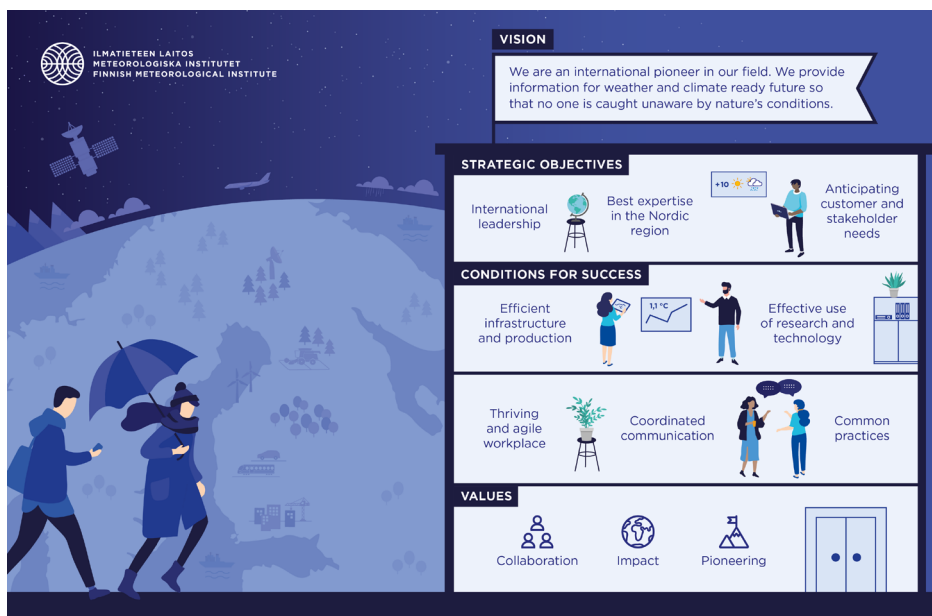 ILMATIETEEN LAITOS
METEOROLOGISKA INSTITUTET
FINNISH METEOROLOGICAL INSTITUTE
VISION
We are an international pioneer in our field. We provide
information for weather and climate ready future so
that no one is caught unaware by nature's conditions.
STRATEGIC OBJECTIVES
International
leadership
Best expertise
in the Nordic
region
+10
Anticipating
customer and
stakeholder
needs
CONDITIONS FOR SUCCESS
Efficient
infrastructure
and production
1,1 °C
Effective use
of research and
technology
Thriving
and agile
workplace
Coordinated
communication
Common
practices
VALUES
Collaboration
Impact
Pioneering